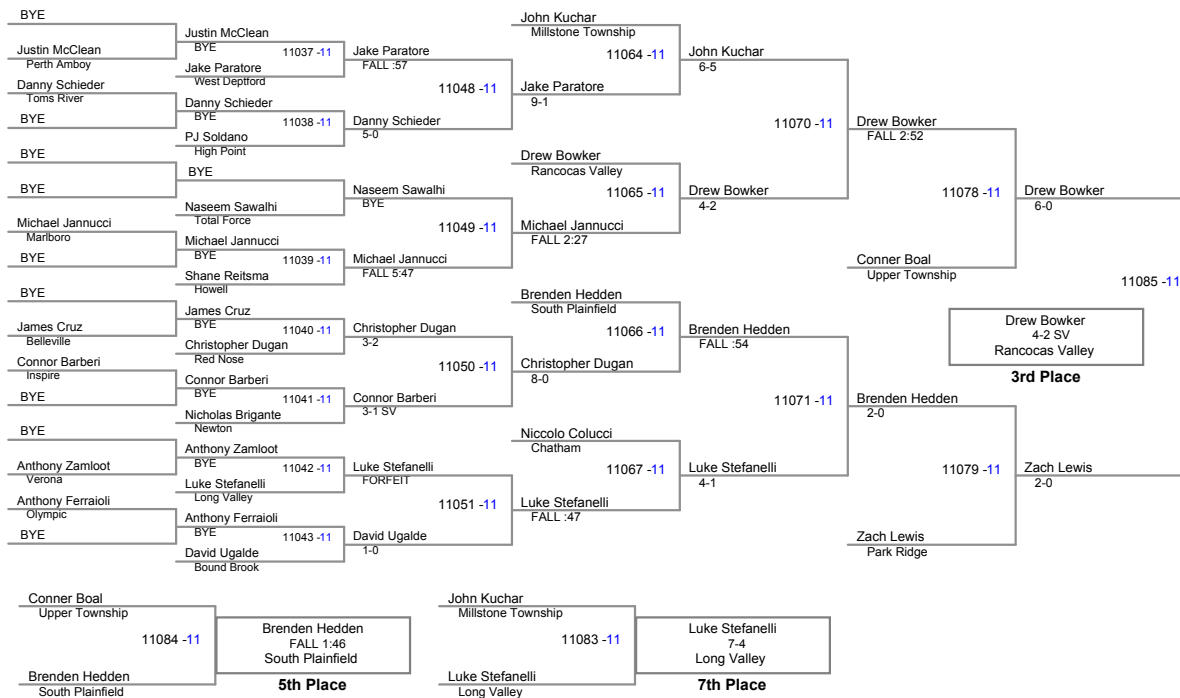 BYE
Justin McClean
Perth Amboy
Danny Schieder
Toms River
BYE
BYE
BYE
Michael Jannucci
Marlboro
BYE
BYE
James Cruz
Belleville
Connor Barberi
Inspire
BYE
BYE
Anthony Zamloot
Verona
Anthony Ferraioli
Olympic
BYE
Justin McClean
BYE
11037 -11
Jake Paratore
West Deptford
Danny Schieder
BYE
11038 -11
PJ Soldano
High Point
BYE
Naseem Sawalhi
Total Force
Michael Jannucci
BYE
11039 -11
Shane Reitsma
Howell
James Cruz
BYE
11040 -11
Christopher Dugan
Red Nose
Connor Barberi
BYE
11041 -11
Nicholas Brigante
Newton
Anthony Zamloot
BYE
11042 -11
Luke Stefanelli
Long Valley
Anthony Ferraioli
BYE
11043 -11
David Ugalde
Bound Brook
Jake Paratore
FALL :57
11048 -11
Danny Schieder
5-0
Naseem Sawalhi
BYE
11049 -11
Michael Jannucci
FALL 5:47
Christopher Dugan
3-2
11050 -11
Connor Barberi
3-1 SV
Luke Stefanelli
FORFEIT
11051 -11
David Ugalde
1-0
John Kuchar
Millstone Township
11064 -11
Jake Paratore
9-1
Drew Bowker
Rancocas Valley
11065 -11
Michael Jannucci
FALL 2:27
Brenden Hedden
South Plainfield
11066 -11
Christopher Dugan
8-0
Niccolo Colucci
Chatham
11067 -11
Luke Stefanelli
FALL :47
John Kuchar
6-5
11070 -11
Drew Bowker
4-2
Brenden Hedden
FALL :54
11071 -11
Luke Stefanelli
4-1
Drew Bowker
FALL 2:52
11078 -11
Conner Boal
Upper Township
Brenden Hedden
2-0
11079 -11
Zach Lewis
Park Ridge
Drew Bowker
6-0
11085 -11
Zach Lewis
2-0
Drew Bowker
4-2 SV
Rancocas Valley
3rd Place
Conner Boal
Upper Township
11084 -11
Brenden Hedden
South Plainfield
Brenden Hedden
FALL 1:46
South Plainfield
5th Place
John Kuchar
Millstone Township
11083 -11
Luke Stefanelli
Long Valley
Luke Stefanelli
7-4
Long Valley
7th Place